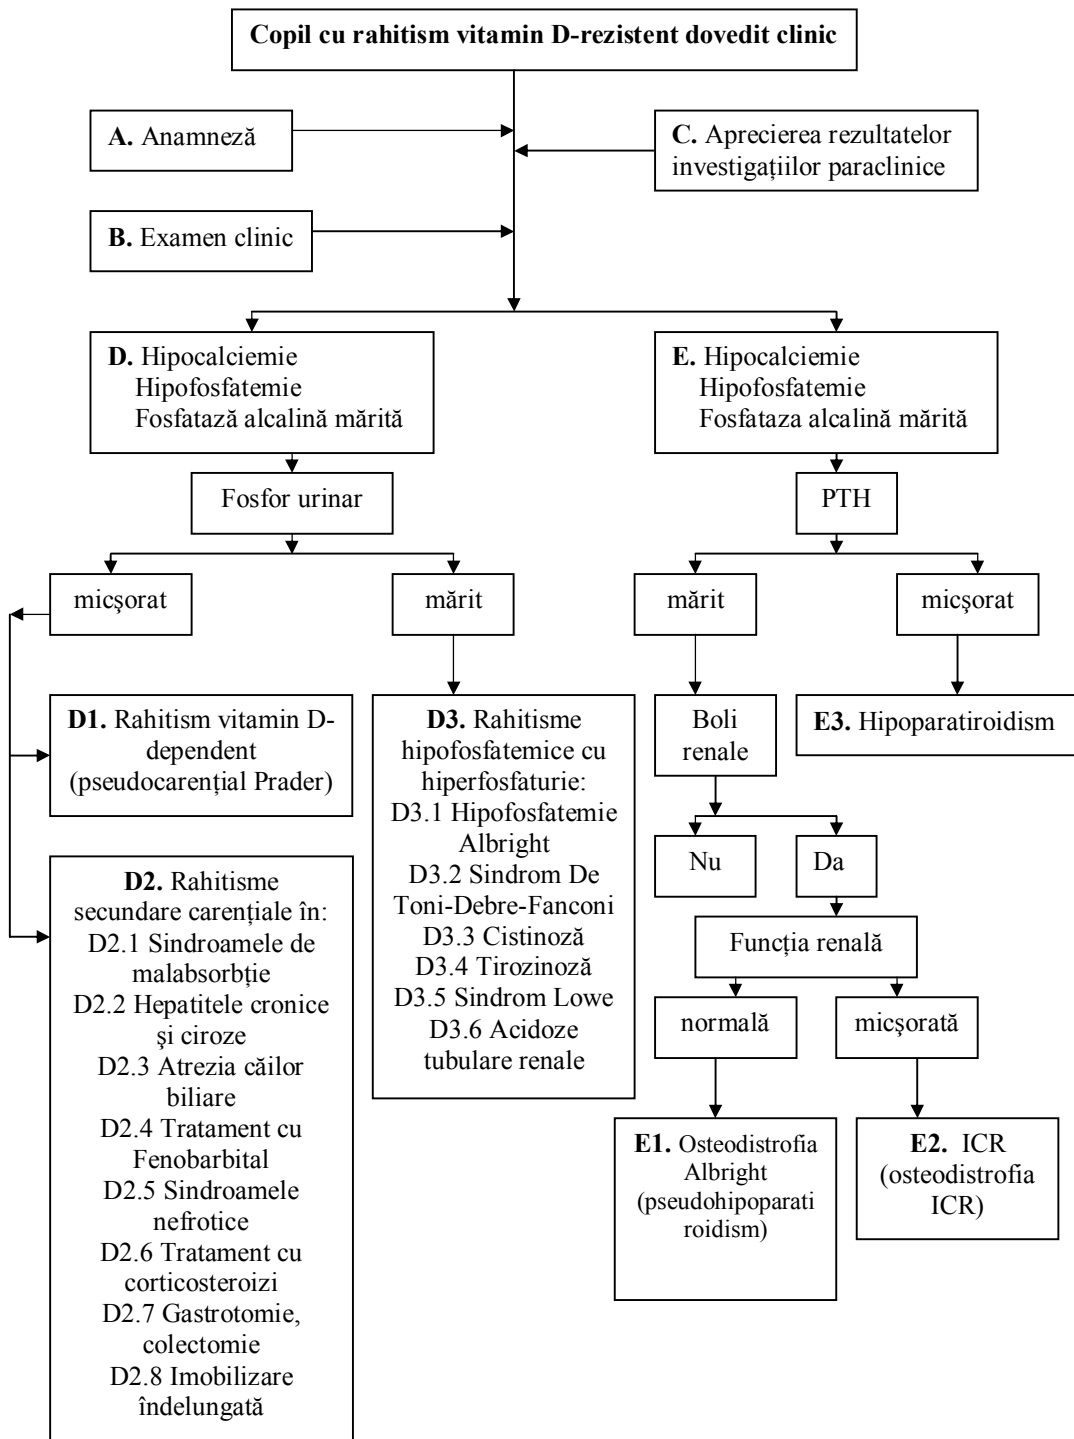 Copil cu rahitism vitamin D-rezistent dovedit clinic
A. Anamneză
C. Aprecierea rezultatelor
investigațiilor paraclinice
B. Examen clinic
D. Hipocalciemie
Hipofosfatemie
Fosfatază alcalină mărită
E. Hipocalciemie
Hipofosfatemie
Fosfataza alcalină mărită
Fosfor urinar
PTH
micşorat
mărit
mărit
micşorat
D1. Rahitism vitamin D-
dependent
(pseudocarențial Prader)
D3. Rahitisme
hipofosfatemice cu
hiperfosfaturie:
D3.1 Hipofosfatemie
Albright
D3.2 Sindrom De
Toni-Debre-Fanconi
D3.3 Cistinoză
D3.4 Tirozinoză
D3.5 Sindrom Lowe
D3.6 Acidoze
tubulare renale
Boli
renale
E3. Hipoparatiroidism
Nu
Da
D2. Rahitisme
secundare carențiale în:
D2.1 Sindroamele de
malabsorbție
D2.2 Hepatitele cronice
şi ciroze
D2.3 Atrezia căilor
biliare
D2.4 Tratament cu
Fenobarbital
D2.5 Sindroamele
nefrotice
D2.6 Tratament cu
corticosteroizi
D2.7 Gastrotomie,
colectomie
D2.8 Imobilizare
îndelungată
Funcția renală
normală
micşorată
E1. Osteodistrofia
Albright
(pseudohipoparati
roidism)
E2. ICR
(osteodistrofia
ICR)